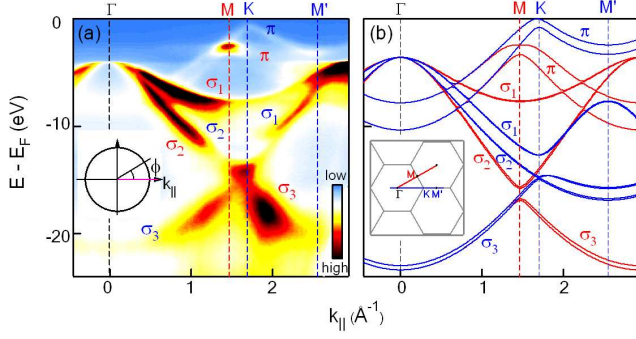 Γ M K M' Γ M K M'
(a) (b)
0 -10 -20
E - E_F (eV)
π π
π π
σ₁ σ₁
σ₂ σ₁ σ₁
σ₂ σ₂ σ₂
ϕ
k||
low
high
M
Γ K M'
σ₃ σ₃
σ₃ σ₃
0 1 2 0 1 2
k|| (Å⁻¹)